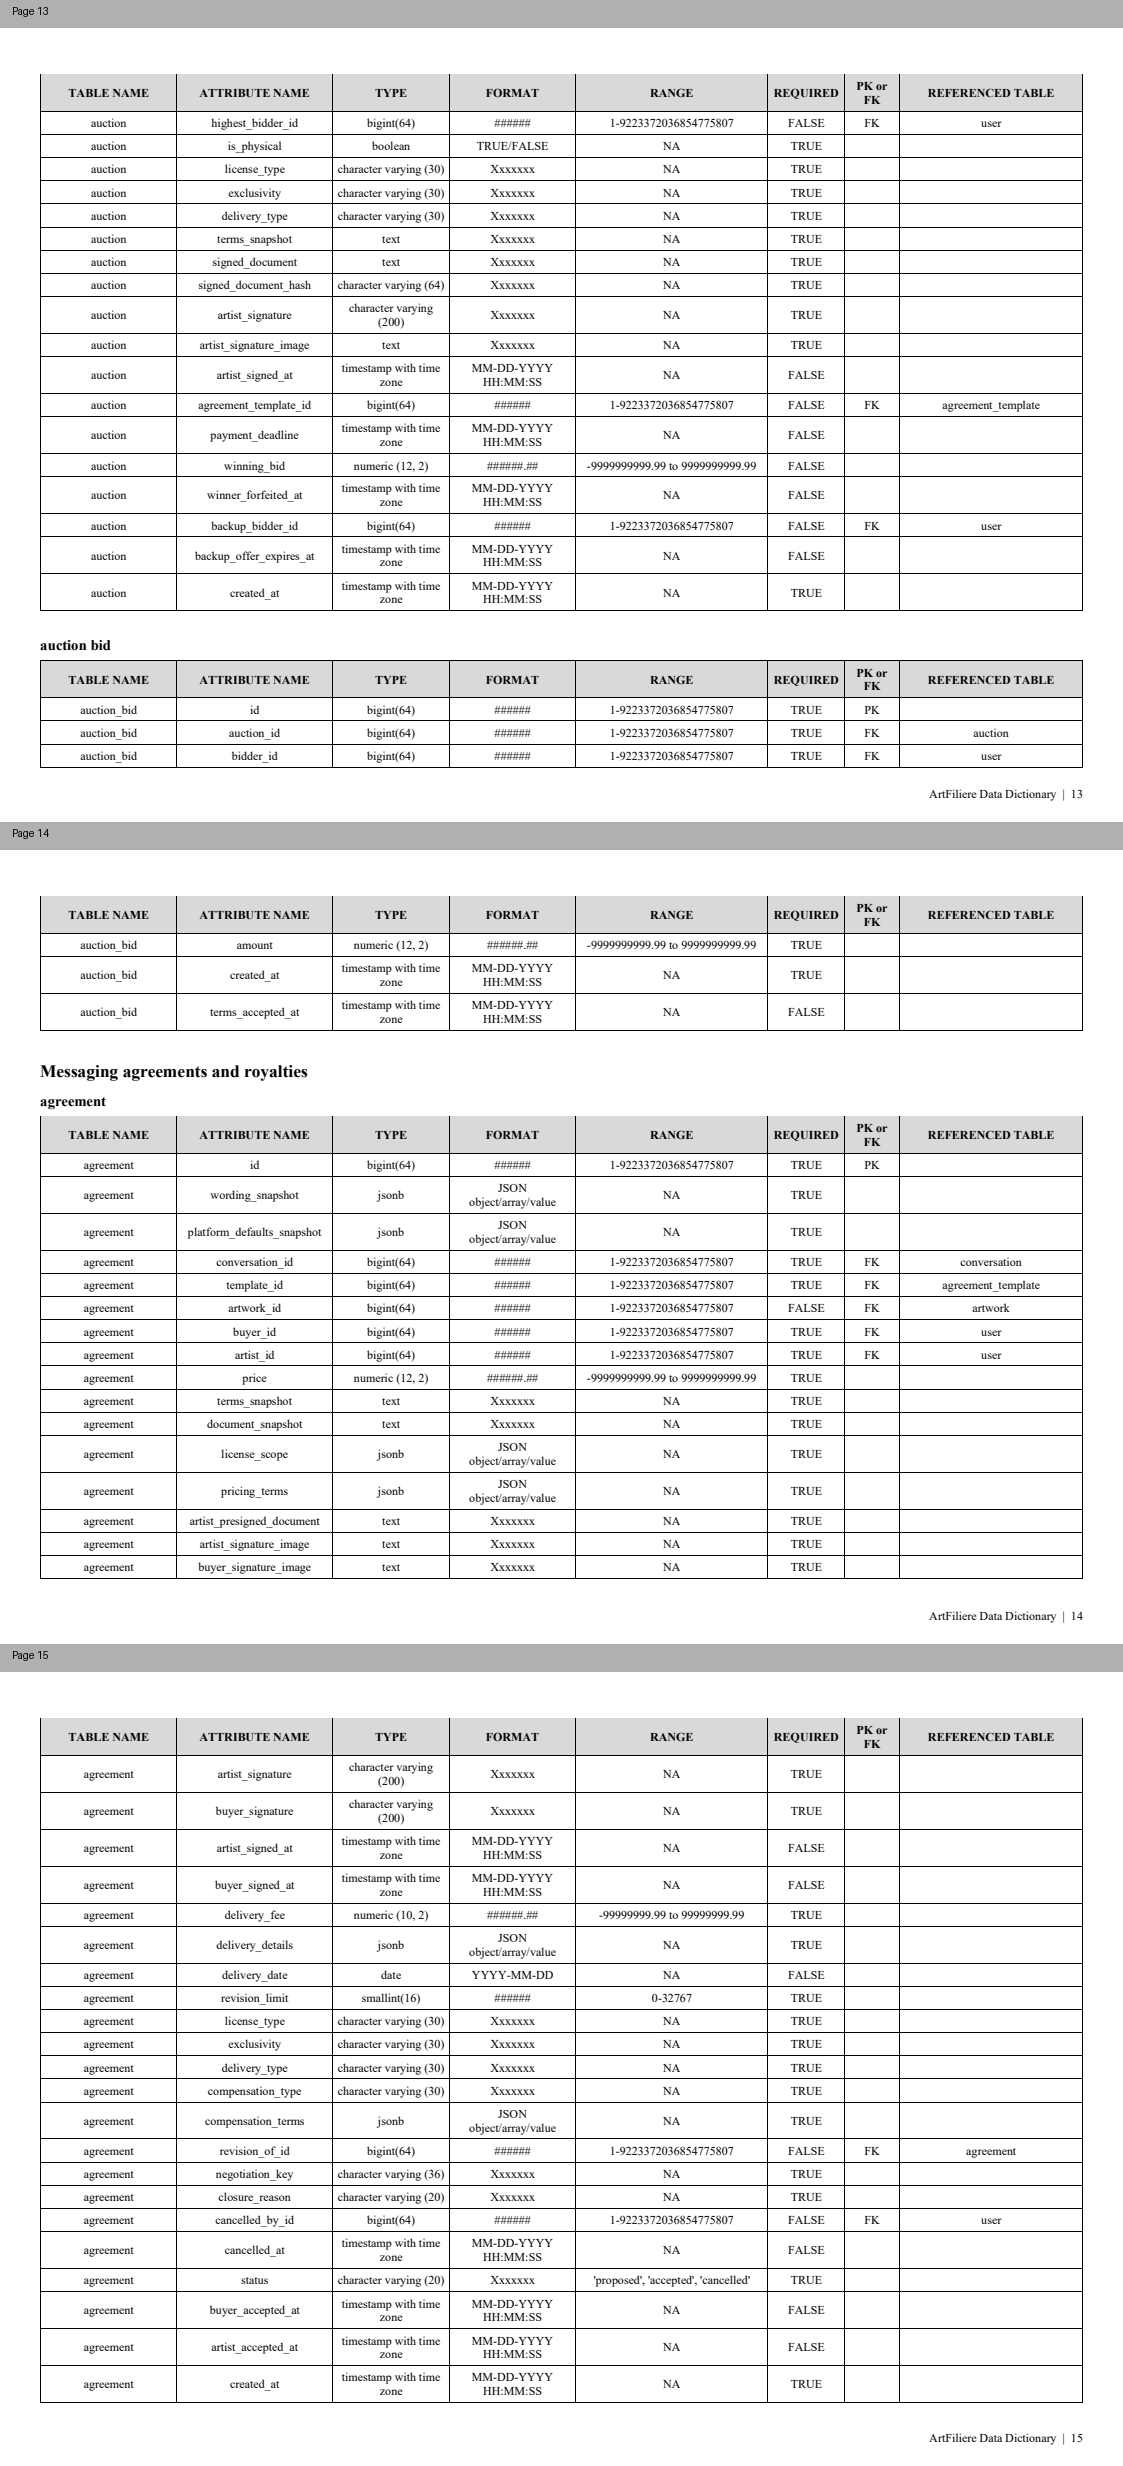 Page 13
TABLE NAME ATTRIBUTE NAME TYPE FORMAT RANGE REQUIRED PK or FK REFERENCED TABLE
auction highest_bidder_id bigint(64) ###### 1-9223372036854775807 FALSE FK user
auction is_physical boolean TRUE/FALSE NA TRUE
auction license_type character varying (30) Xxxxxxx NA TRUE
auction exclusivity character varying (30) Xxxxxxx NA TRUE
auction delivery_type character varying (30) Xxxxxxx NA TRUE
auction terms_snapshot text Xxxxxxx NA TRUE
auction signed_document text Xxxxxxx NA TRUE
auction signed_document_hash character varying (64) Xxxxxxx NA TRUE
auction artist_signature character varying (200) Xxxxxxx NA TRUE
auction artist_signature_image text Xxxxxxx NA TRUE
auction artist_signed_at timestamp with time zone MM-DD-YYYY HH:MM:SS NA FALSE
auction agreement_template_id bigint(64) ###### 1-9223372036854775807 FALSE FK agreement_template
auction payment_deadline timestamp with time zone MM-DD-YYYY HH:MM:SS NA FALSE
auction winning_bid numeric (12, 2) ######.## -9999999999.99 to 9999999999.99 FALSE
auction winner_forfeited_at timestamp with time zone MM-DD-YYYY HH:MM:SS NA FALSE
auction backup_bidder_id bigint(64) ###### 1-9223372036854775807 FALSE FK user
auction backup_offer_expires_at timestamp with time zone MM-DD-YYYY HH:MM:SS NA FALSE
auction created_at timestamp with time zone MM-DD-YYYY HH:MM:SS NA TRUE
auction bid
TABLE NAME ATTRIBUTE NAME TYPE FORMAT RANGE REQUIRED PK or FK REFERENCED TABLE
auction_bid id bigint(64) ###### 1-9223372036854775807 TRUE PK
auction_bid auction_id bigint(64) ###### 1-9223372036854775807 TRUE FK auction
auction_bid bidder_id bigint(64) ###### 1-9223372036854775807 TRUE FK user
ArtFiliere Data Dictionary | 13
Page 14
TABLE NAME ATTRIBUTE NAME TYPE FORMAT RANGE REQUIRED PK or FK REFERENCED TABLE
auction_bid amount numeric (12, 2) ######.## -9999999999.99 to 9999999999.99 TRUE
auction_bid created_at timestamp with time zone MM-DD-YYYY HH:MM:SS NA TRUE
auction_bid terms_accepted_at timestamp with time zone MM-DD-YYYY HH:MM:SS NA FALSE
Messaging agreements and royalties
agreement
TABLE NAME ATTRIBUTE NAME TYPE FORMAT RANGE REQUIRED PK or FK REFERENCED TABLE
agreement id bigint(64) ###### 1-9223372036854775807 TRUE PK
agreement wording_snapshot jsonb JSON object/array/value NA TRUE
agreement platform_defaults_snapshot jsonb JSON object/array/value NA TRUE
agreement conversation_id bigint(64) ###### 1-9223372036854775807 TRUE FK conversation
agreement template_id bigint(64) ###### 1-9223372036854775807 TRUE FK agreement_template
agreement artwork_id bigint(64) ###### 1-9223372036854775807 FALSE FK artwork
agreement buyer_id bigint(64) ###### 1-9223372036854775807 TRUE FK user
agreement artist_id bigint(64) ###### 1-9223372036854775807 TRUE FK user
agreement price numeric (12, 2) ######.## -9999999999.99 to 9999999999.99 TRUE
agreement terms_snapshot text Xxxxxxx NA TRUE
agreement document_snapshot text Xxxxxxx NA TRUE
agreement license_scope jsonb JSON object/array/value NA TRUE
agreement pricing_terms jsonb JSON object/array/value NA TRUE
agreement artist_presigned_document text Xxxxxxx NA TRUE
agreement artist_signature_image text Xxxxxxx NA TRUE
agreement buyer_signature_image text Xxxxxxx NA TRUE
ArtFiliere Data Dictionary | 14
Page 15
TABLE NAME ATTRIBUTE NAME TYPE FORMAT RANGE REQUIRED PK or FK REFERENCED TABLE
agreement artist_signature character varying (200) Xxxxxxx NA TRUE
agreement buyer_signature character varying (200) Xxxxxxx NA TRUE
agreement artist_signed_at timestamp with time zone MM-DD-YYYY HH:MM:SS NA FALSE
agreement buyer_signed_at timestamp with time zone MM-DD-YYYY HH:MM:SS NA FALSE
agreement delivery_fee numeric (10, 2) ######.## -99999999.99 to 99999999.99 TRUE
agreement delivery_details jsonb JSON object/array/value NA TRUE
agreement delivery_date date YYYY-MM-DD NA FALSE
agreement revision_limit smallint(16) ###### 0-32767 TRUE
agreement license_type character varying (30) Xxxxxxx NA TRUE
agreement exclusivity character varying (30) Xxxxxxx NA TRUE
agreement delivery_type character varying (30) Xxxxxxx NA TRUE
agreement compensation_type character varying (30) Xxxxxxx NA TRUE
agreement compensation_terms jsonb JSON object/array/value NA TRUE
agreement revision_of_id bigint(64) ###### 1-9223372036854775807 FALSE FK agreement
agreement negotiation_key character varying (36) Xxxxxxx NA TRUE
agreement closure_reason character varying (20) Xxxxxxx NA TRUE
agreement cancelled_by_id bigint(64) ###### 1-9223372036854775807 FALSE FK user
agreement cancelled_at timestamp with time zone MM-DD-YYYY HH:MM:SS NA FALSE
agreement status character varying (20) Xxxxxxx 'proposed', 'accepted', 'cancelled' TRUE
agreement buyer_accepted_at timestamp with time zone MM-DD-YYYY HH:MM:SS NA FALSE
agreement artist_accepted_at timestamp with time zone MM-DD-YYYY HH:MM:SS NA FALSE
agreement created_at timestamp with time zone MM-DD-YYYY HH:MM:SS NA TRUE
ArtFiliere Data Dictionary | 15